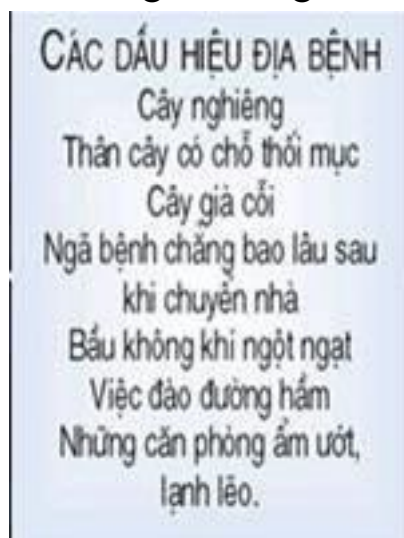 CÁC DẤU HIỆU ĐỊA BỆNH
Cây nghiêng
Thân cây có chỗ thối mục
Cây già cỗi
Ngã bệnh chẳng bao lâu sau
khi chuyển nhà
Bầu không khi ngột ngạt
Việc đào đường hầm
Những căn phòng ẩm ướt,
lạnh lẽo.